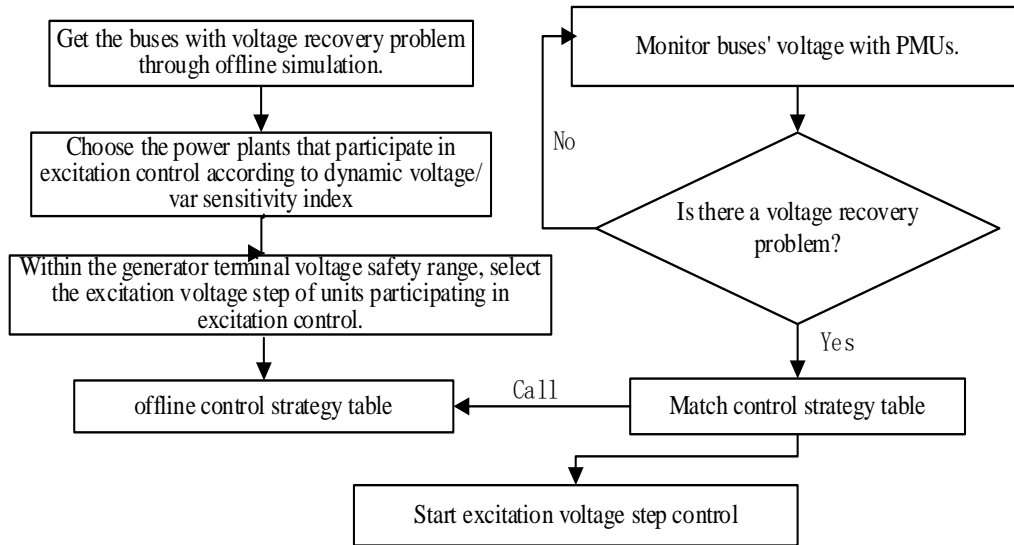 Get the buses with voltage recovery problem
through offline simulation.
Choose the power plants that participate in
excitation control according to dynamic voltage/
var sensitivity index
Within the generator terminal voltage safety range, select
the excitation voltage step of units participating in
excitation control.
offline control strategy table
Monitor buses' voltage with PMUs.
No
Is there a voltage recovery
problem?
Yes
Call
Match control strategy table
Start excitation voltage step control